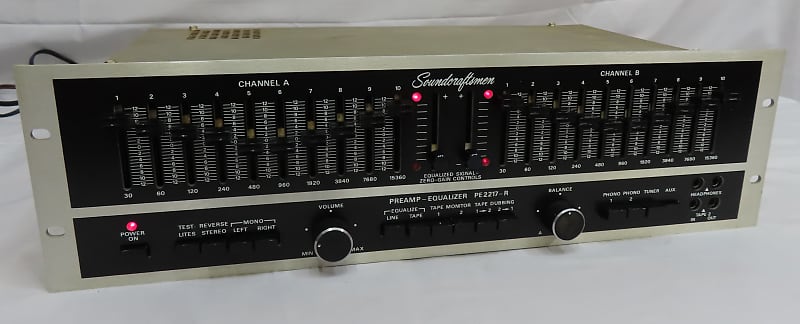 Soundcraftsmen
CHANNEL A
CHANNEL B
1 2 3 4 5 6 7 8 9 10
1 2 3 4 5 6 7 8 9 10
+ +
30 60 120 240 480 960 1920 3840 7680 15360
30 60 120 240 480 960 1920 3840 7680 15360
EQUALIZED SIGNAL
ZERO-GAIN CONTROLS
PREAMP-EQUALIZER PE2217-R
POWER
ON
TEST REVERSE MONO
LITES STEREO LEFT RIGHT
VOLUME
MIN MAX
EQUALIZE TAPE MONITOR TAPE DUBBING
LINE TAPE 1 2 1→2 2→1
BALANCE
A
PHONO PHONO TUNER AUX
1 2
HEADPHONES
TAPE 3
IN OUT